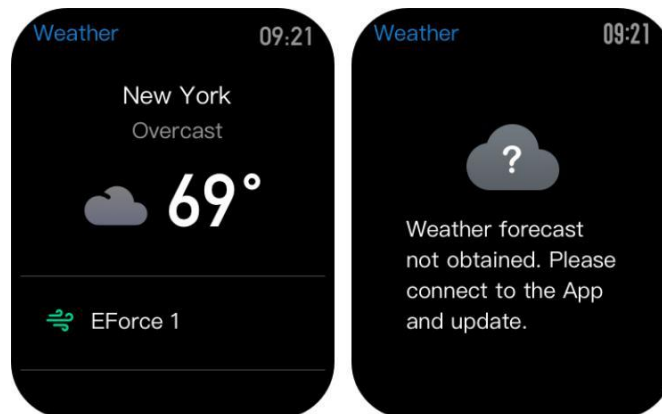 Weather 09:21
New York
Overcast
69°
EForce 1
Weather 09:21
?
Weather forecast
not obtained. Please
connect to the App
and update.